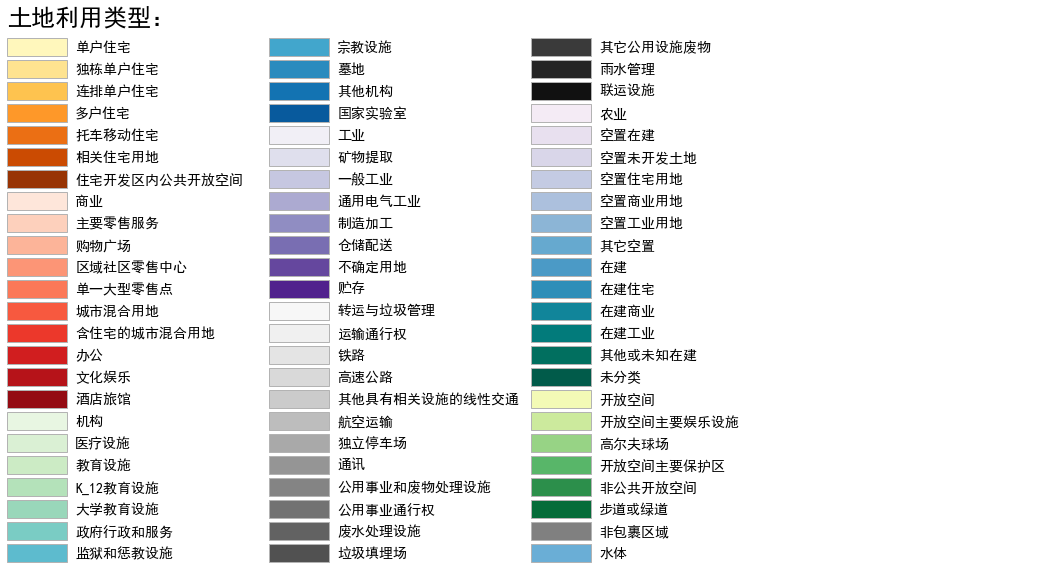 土地利用类型：
单户住宅
独栋单户住宅
连排单户住宅
多户住宅
托车移动住宅
相关住宅用地
住宅开发区内公共开放空间
商业
主要零售服务
购物广场
区域社区零售中心
单一大型零售点
城市混合用地
含住宅的城市混合用地
办公
文化娱乐
酒店旅馆
机构
医疗设施
教育设施
K_12教育设施
大学教育设施
政府行政和服务
监狱和惩教设施
宗教设施
墓地
其他机构
国家实验室
工业
矿物提取
一般工业
通用电气工业
制造加工
仓储配送
不确定用地
贮存
转运与垃圾管理
运输通行权
铁路
高速公路
其他具有相关设施的线性交通
航空运输
独立停车场
通讯
公用事业和废物处理设施
公用事业通行权
废水处理设施
垃圾填埋场
其它公用设施废物
雨水管理
联运设施
农业
空置在建
空置未开发土地
空置住宅用地
空置商业用地
空置工业用地
其它空置
在建
在建住宅
在建商业
在建工业
其他或未知在建
未分类
开放空间
开放空间主要娱乐设施
高尔夫球场
开放空间主要保护区
非公共开放空间
步道或绿道
非包裹区域
水体